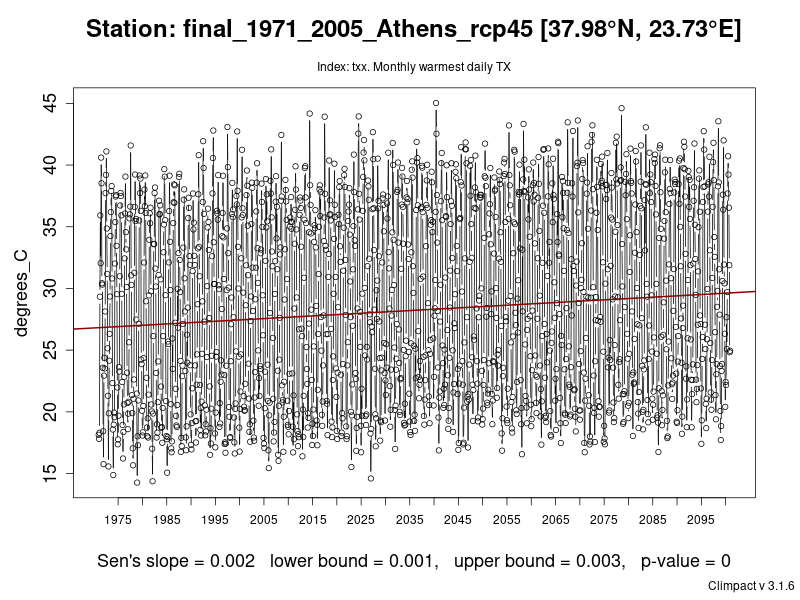 Station: final_1971_2005_Athens_rcp45 [37.98°N, 23.73°E]
Index: txx. Monthly warmest daily TX
45
40
35
30
25
20
15
degrees_C
1975 1985 1995 2005 2015 2025 2035 2045 2055 2065 2075 2085 2095
Sen's slope = 0.002 lower bound = 0.001, upper bound = 0.003, p-value = 0
Climpact v 3.1.6